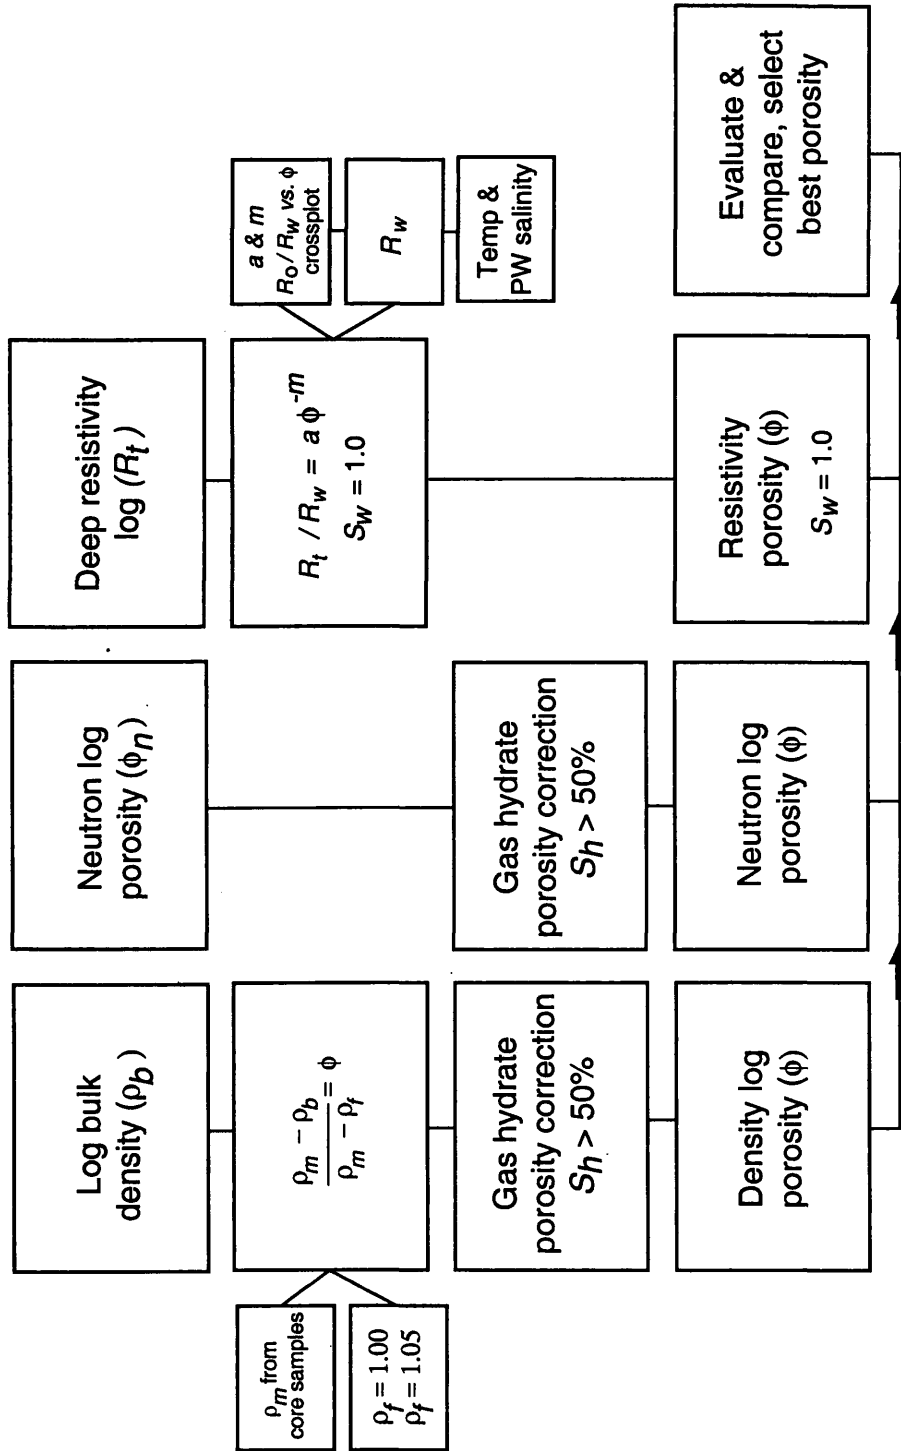 Log bulk
density (ρb)
ρm from
core samples
ρf = 1.00
ρf = 1.05
ρm − ρb
ρm − ρf
= ϕ
Gas hydrate
porosity correction
Sh > 50%
Density log
porosity (ϕ)
Neutron log
porosity (ϕn)
Gas hydrate
porosity correction
Sh > 50%
Neutron log
porosity (ϕ)
Deep resistivity
log (Rt)
Rt / Rw = a ϕ-m
Sw = 1.0
a & m
Ro / Rw vs. ϕ
crossplot
Rw
Temp &
PW salinity
Resistivity
porosity (ϕ)
Sw = 1.0
Evaluate &
compare, select
best porosity